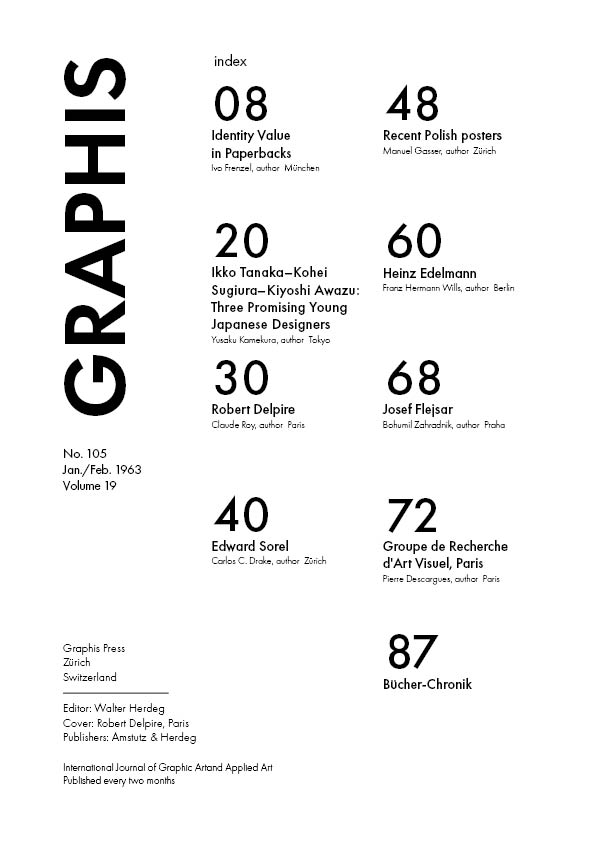 GRAPHIS
No. 105
Jan./Feb. 1963
Volume 19
index
08
Identity Value
in Paperbacks
Ivo Frenzel, author München
20
Ikko Tanaka–Kohei
Sugiura–Kiyoshi Awazu:
Three Promising Young
Japanese Designers
Yusaku Kamekura, author Tokyo
30
Robert Delpire
Claude Roy, author Paris
40
Edward Sorel
Carlos C. Drake, author Zürich
48
Recent Polish posters
Manuel Gasser, author Zürich
60
Heinz Edelmann
Franz Hermann Wills, author Berlin
68
Josef Flejsar
Bohumil Zahradnik, author Praha
72
Groupe de Recherche
d'Art Visuel, Paris
Pierre Descargues, author Paris
87
Bücher-Chronik
Graphis Press
Zürich
Switzerland
Editor: Walter Herdeg
Cover: Robert Delpire, Paris
Publishers: Amstutz & Herdeg
International Journal of Graphic Artand Applied Art
Published every two months